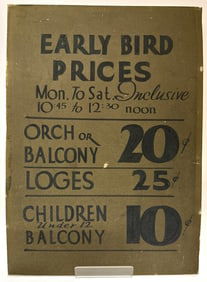 EARLY BIRD
PRICES
Mon. To Sat. Inclusive
10:45 to 12:30 noon
ORCH or
BALCONY 20¢
LOGES 25¢
CHILDREN
Under 12
BALCONY 10¢